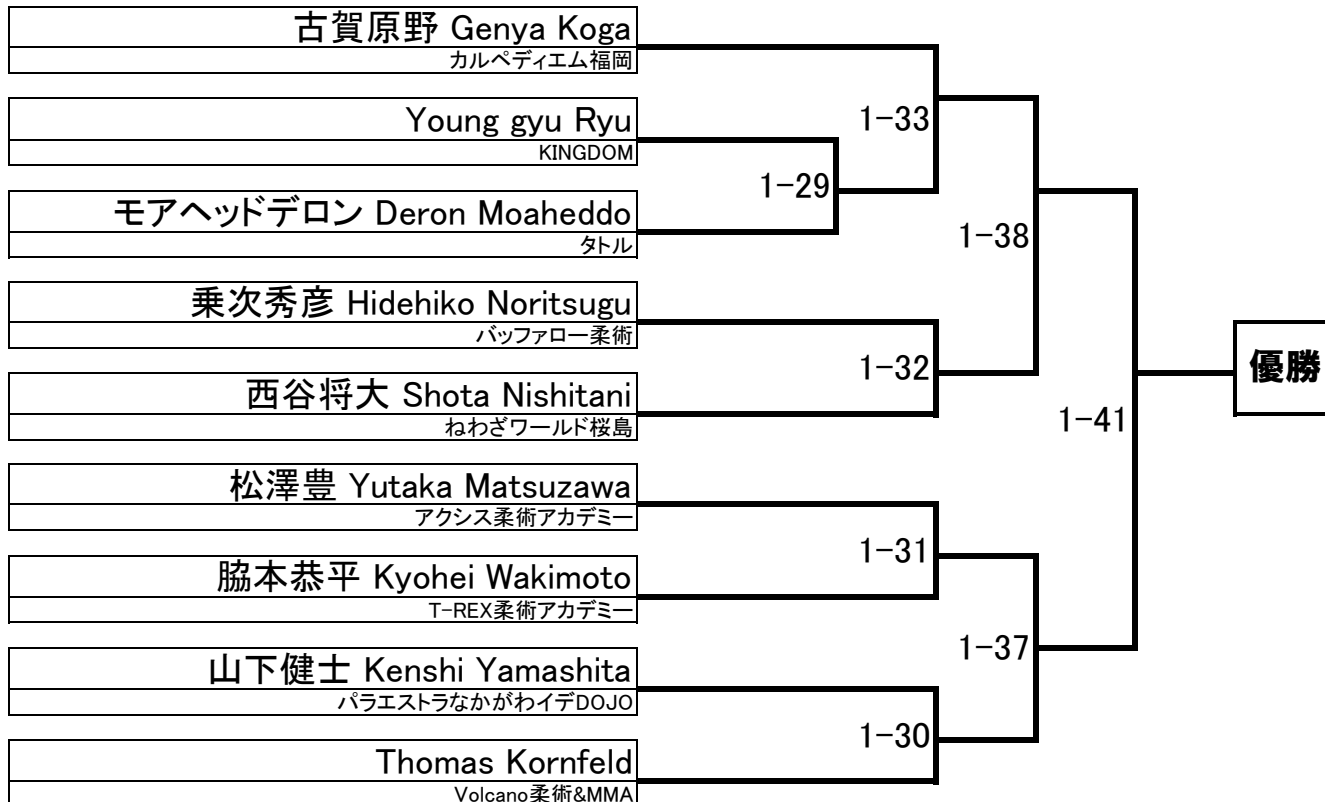 古賀原野 Genya Koga
カルペディエム福岡
Young gyu Ryu
KINGDOM
モアヘッドデロン Deron Moaheddo
タトル
乗次秀彦 Hidehiko Noritsugu
バッファロー柔術
西谷将大 Shota Nishitani
ねわざワールド桜島
松澤豊 Yutaka Matsuzawa
アクシス柔術アカデミー
脇本恭平 Kyohei Wakimoto
T-REX柔術アカデミー
山下健士 Kenshi Yamashita
パラエストラなかがわイデDOJO
Thomas Kornfeld
Volcano柔術&MMA
1-29
1-33
1-32
1-31
1-30
1-38
1-37
1-41
優勝